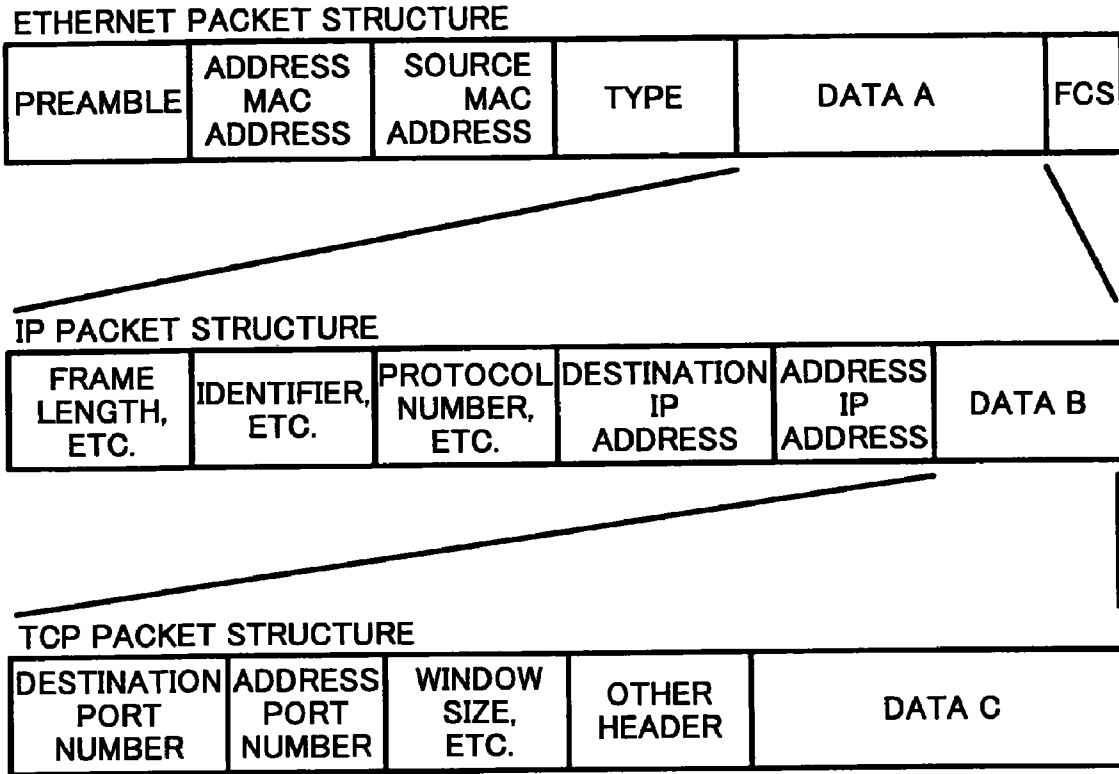 ETHERNET PACKET STRUCTURE
PREAMBLE
ADDRESS
MAC
ADDRESS
SOURCE
MAC
ADDRESS
TYPE
DATA A
FCS
IP PACKET STRUCTURE
FRAME
LENGTH,
ETC.
IDENTIFIER,
ETC.
PROTOCOL
NUMBER,
ETC.
DESTINATION
IP
ADDRESS
ADDRESS
IP
ADDRESS
DATA B
TCP PACKET STRUCTURE
DESTINATION
PORT
NUMBER
ADDRESS
PORT
NUMBER
WINDOW
SIZE,
ETC.
OTHER
HEADER
DATA C